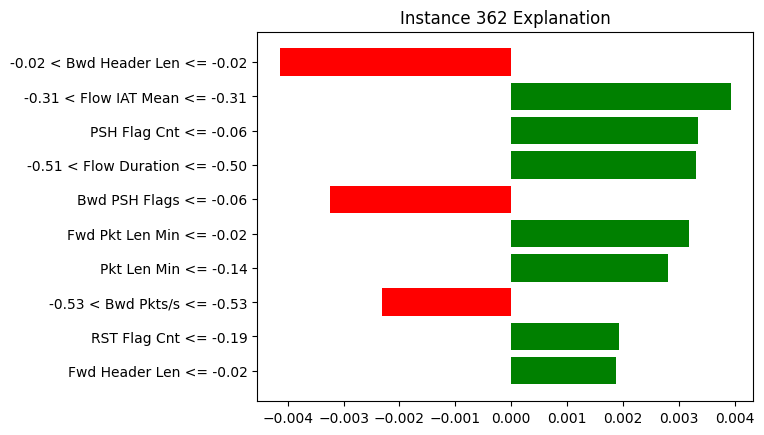 Instance 362 Explanation
-0.02 < Bwd Header Len <= -0.02
-0.31 < Flow IAT Mean <= -0.31
PSH Flag Cnt <= -0.06
-0.51 < Flow Duration <= -0.50
Bwd PSH Flags <= -0.06
Fwd Pkt Len Min <= -0.02
Pkt Len Min <= -0.14
-0.53 < Bwd Pkts/s <= -0.53
RST Flag Cnt <= -0.19
Fwd Header Len <= -0.02
−0.004 −0.003 −0.002 −0.001 0.000 0.001 0.002 0.003 0.004